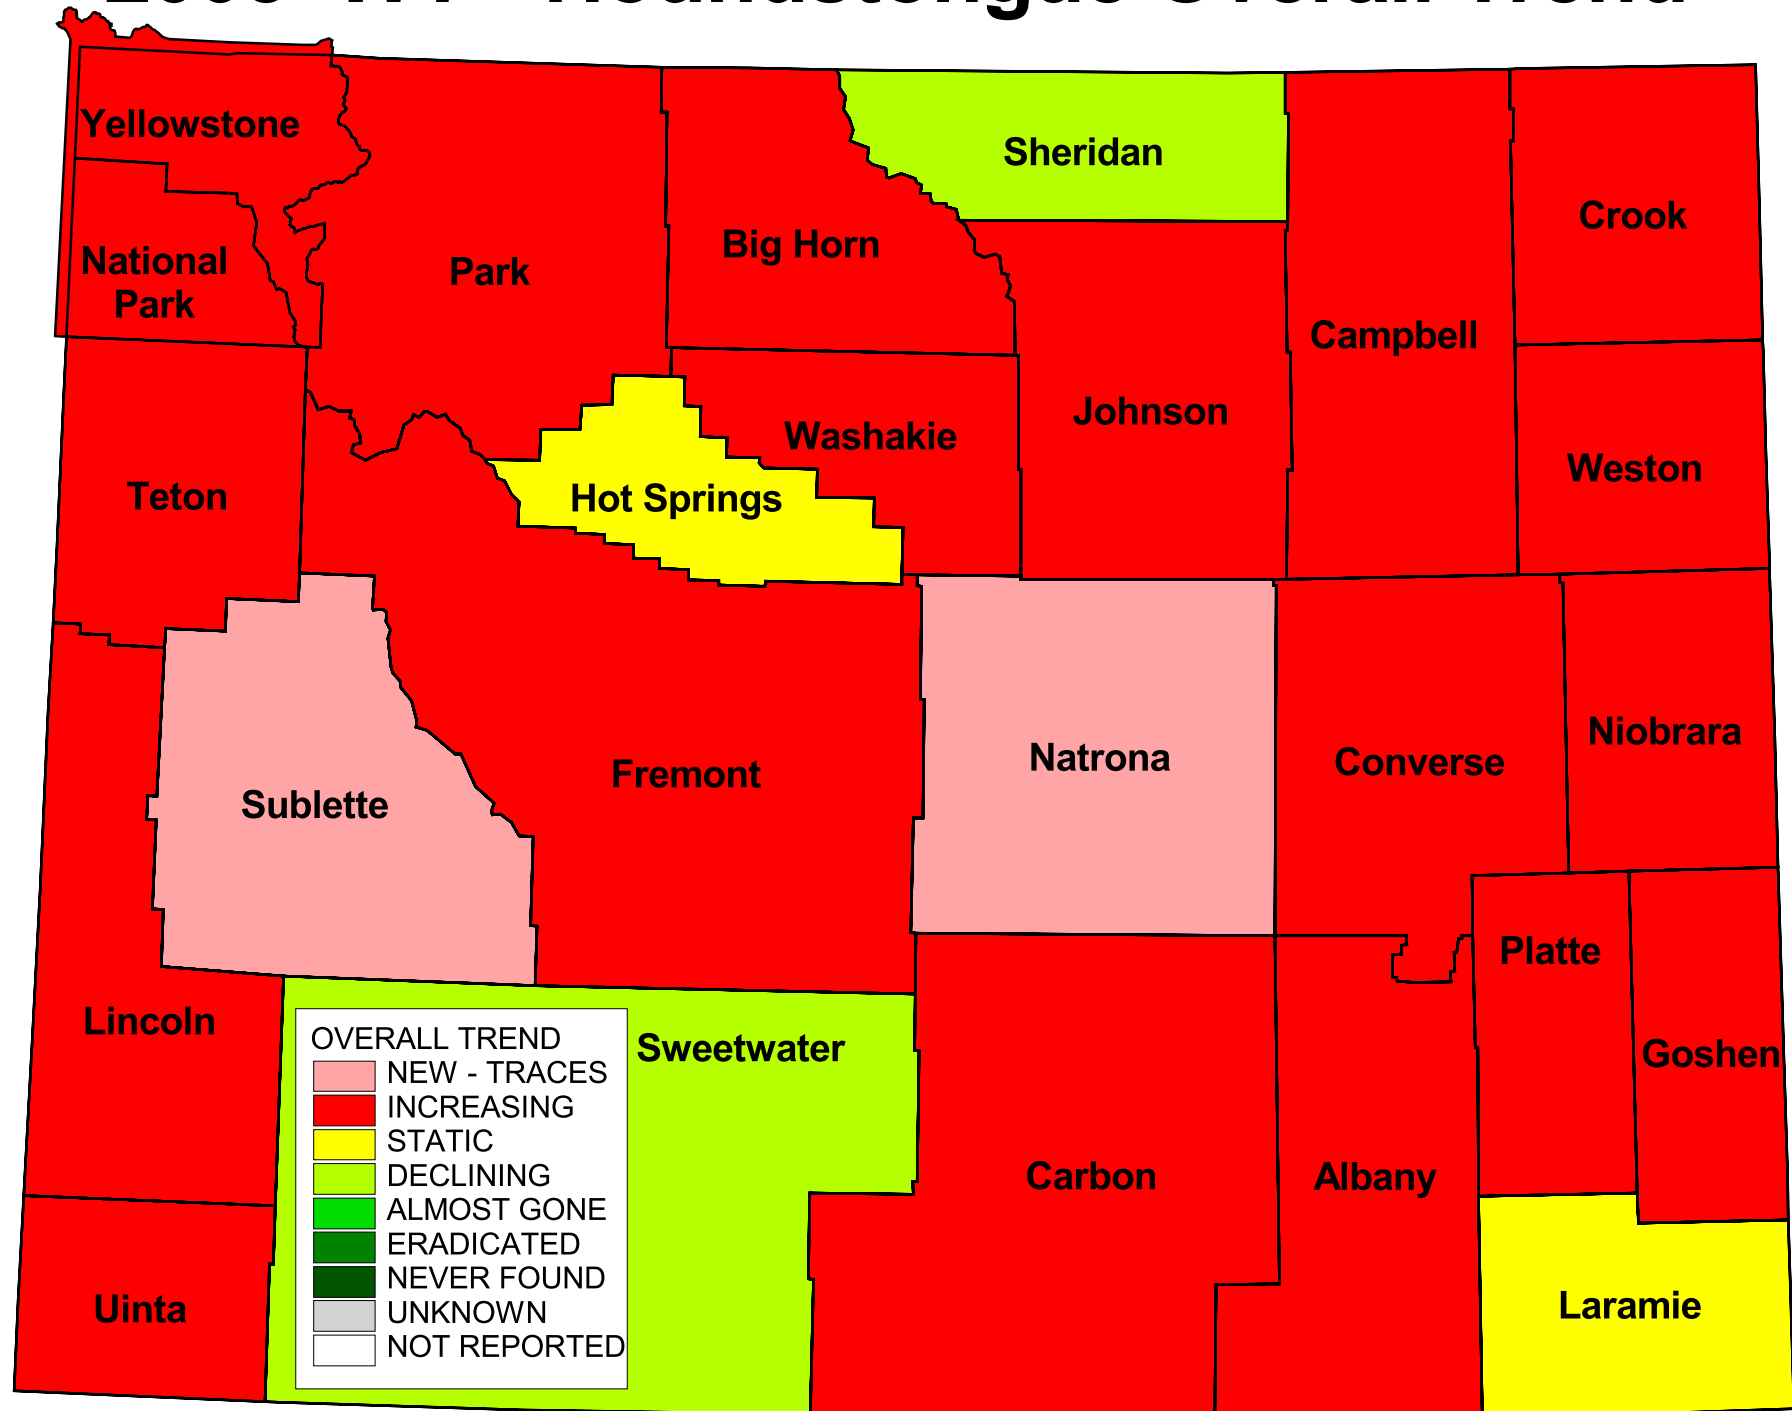 Yellowstone
Sheridan
Crook
Big Horn
National
Park
Park
Campbell
Johnson
Washakie
Weston
Teton
Hot Springs
Niobrara
Natrona
Converse
Fremont
Sublette
Platte
Lincoln
Sweetwater
Goshen
OVERALL TREND
NEW - TRACES
INCREASING
STATIC
DECLINING
ALMOST GONE
ERADICATED
NEVER FOUND
UNKNOWN
NOT REPORTED
Carbon
Albany
Uinta
Laramie